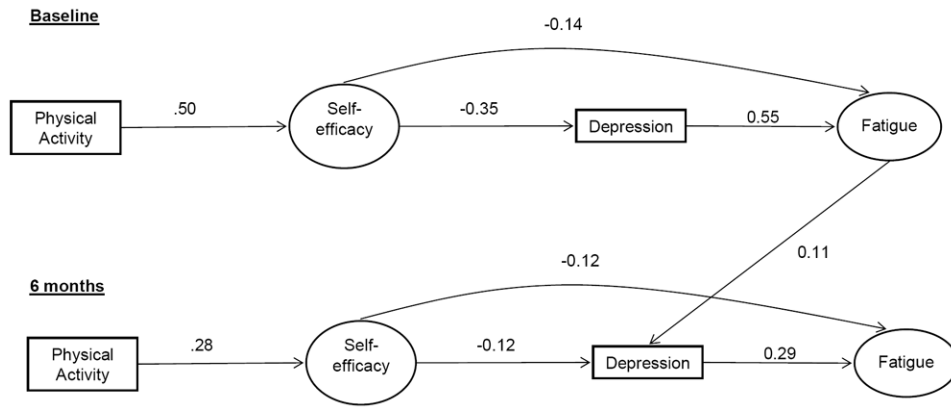 Baseline
-0.14
Physical
Activity
.50
Self-
efficacy
-0.35
Depression
0.55
Fatigue
0.11
6 months
-0.12
Physical
Activity
.28
Self-
efficacy
-0.12
Depression
0.29
Fatigue